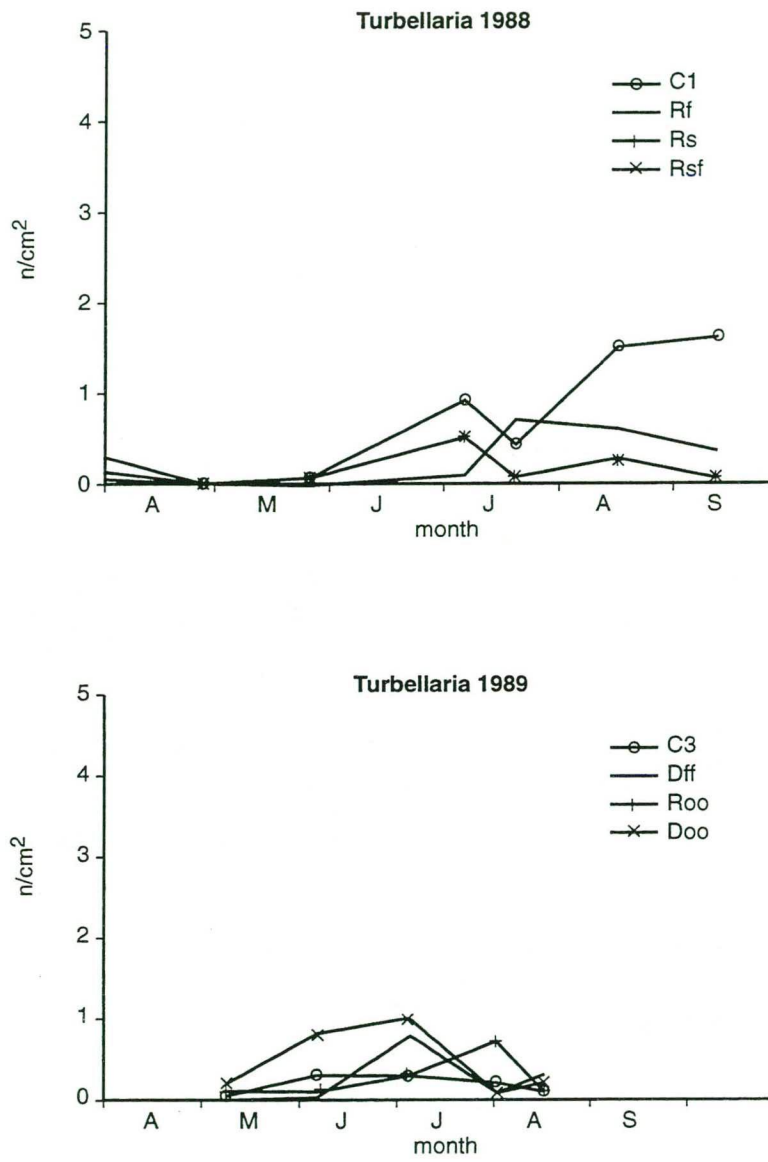 Turbellaria 1988
5
4
3
2
1
0
n/cm²
C1
Rf
Rs
Rsf
A M J J A S
month
Turbellaria 1989
5
4
3
2
1
0
n/cm²
C3
Dff
Roo
Doo
A M J J A S
month